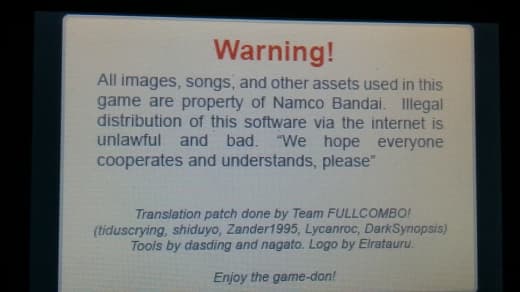 Warning!
All images, songs, and other assets used in this
game are property of Namco Bandai. Illegal
distribution of this software via the internet is
unlawful and bad. "We hope everyone
cooperates and understands, please"
Translation patch done by Team FULLCOMBO!
(tiduscrying, shiduyo, Zander1995, Lycanroc, DarkSynopsis)
Tools by dasding and nagato. Logo by Elratauru.
Enjoy the game-don!